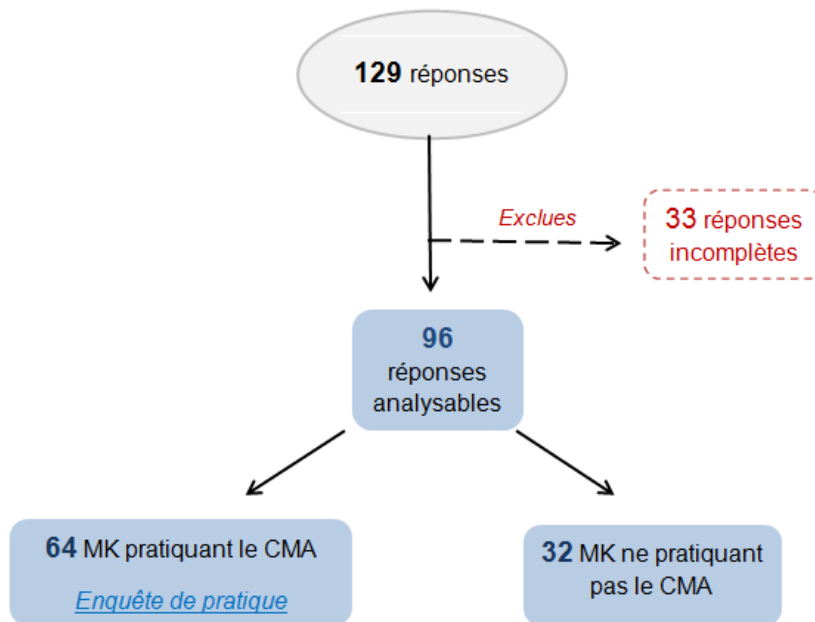 129 réponses
Exclues
33 réponses
incomplètes
96
réponses
analysables
64 MK pratiquant le CMA
Enquête de pratique
32 MK ne pratiquant
pas le CMA